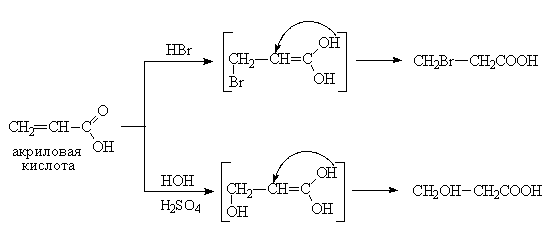 HBr
CH2—CH=C
Br
OH
OH
CH2Br—CH2COOH
CH2=CH—C
O
OH
акриловая
кислота
HOH
H2SO4
CH2—CH=C
OH
OH
OH
CH2OH—CH2COOH